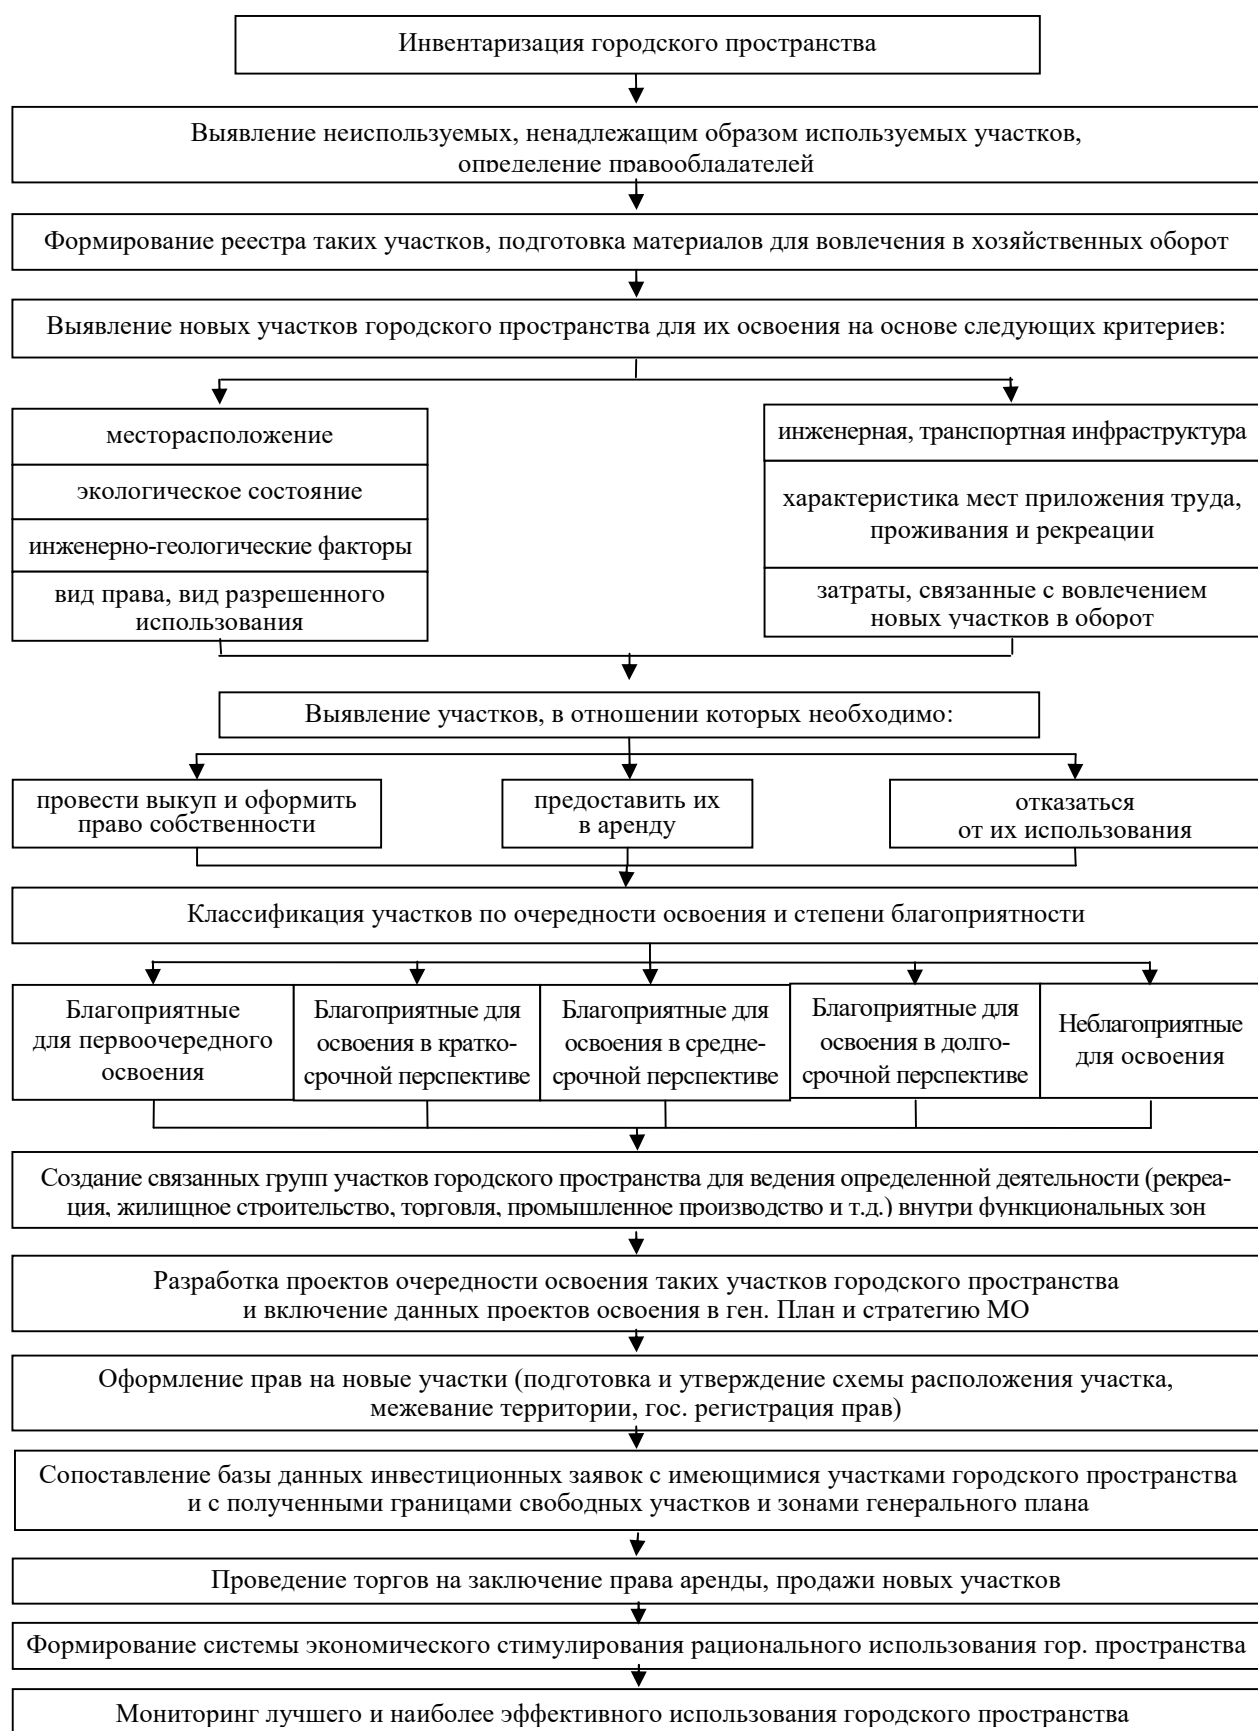 Инвентаризация городского пространства
Выявление неиспользуемых, ненадлежащим образом используемых участков,
определение правообладателей
Формирование реестра таких участков, подготовка материалов для вовлечения в хозяйственных оборот
Выявление новых участков городского пространства для их освоения на основе следующих критериев:
месторасположение
экологическое состояние
инженерно-геологические факторы
вид права, вид разрешенного
использования
инженерная, транспортная инфраструктура
характеристика мест приложения труда,
проживания и рекреации
затраты, связанные с вовлечением
новых участков в оборот
Выявление участков, в отношении которых необходимо:
провести выкуп и оформить
право собственности
предоставить их
в аренду
отказаться
от их использования
Классификация участков по очередности освоения и степени благоприятности
Благоприятные
для первоочередного
освоения
Благоприятные для
освоения в кратко-
срочной перспективе
Благоприятные для
освоения в средне-
срочной перспективе
Благоприятные для
освоения в долго-
срочной перспективе
Неблагоприятные
для освоения
Создание связанных групп участков городского пространства для ведения определенной деятельности (рекреа-
ция, жилищное строительство, торговля, промышленное производство и т.д.) внутри функциональных зон
Разработка проектов очередности освоения таких участков городского пространства
и включение данных проектов освоения в ген. План и стратегию МО
Оформление прав на новые участки (подготовка и утверждение схемы расположения участка,
межевание территории, гос. регистрация прав)
Сопоставление базы данных инвестиционных заявок с имеющимися участками городского пространства
и с полученными границами свободных участков и зонами генерального плана
Проведение торгов на заключение права аренды, продажи новых участков
Формирование системы экономического стимулирования рационального использования гор. пространства
Мониторинг лучшего и наиболее эффективного использования городского пространства